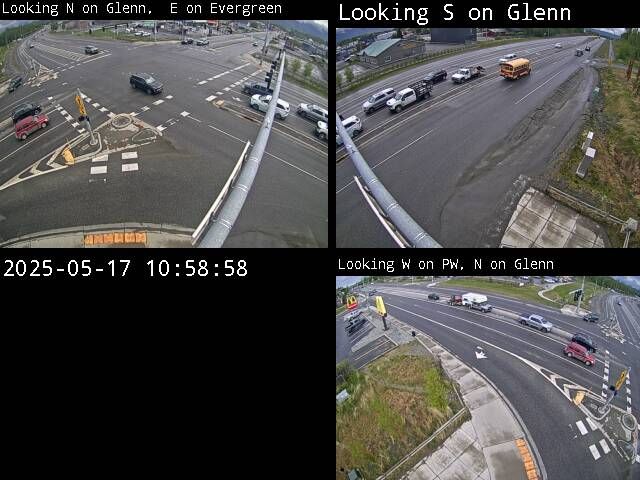 Looking N on Glenn,  E on Evergreen
Looking S on Glenn
2025-05-17 10:58:58
Looking W on PW, N on Glenn